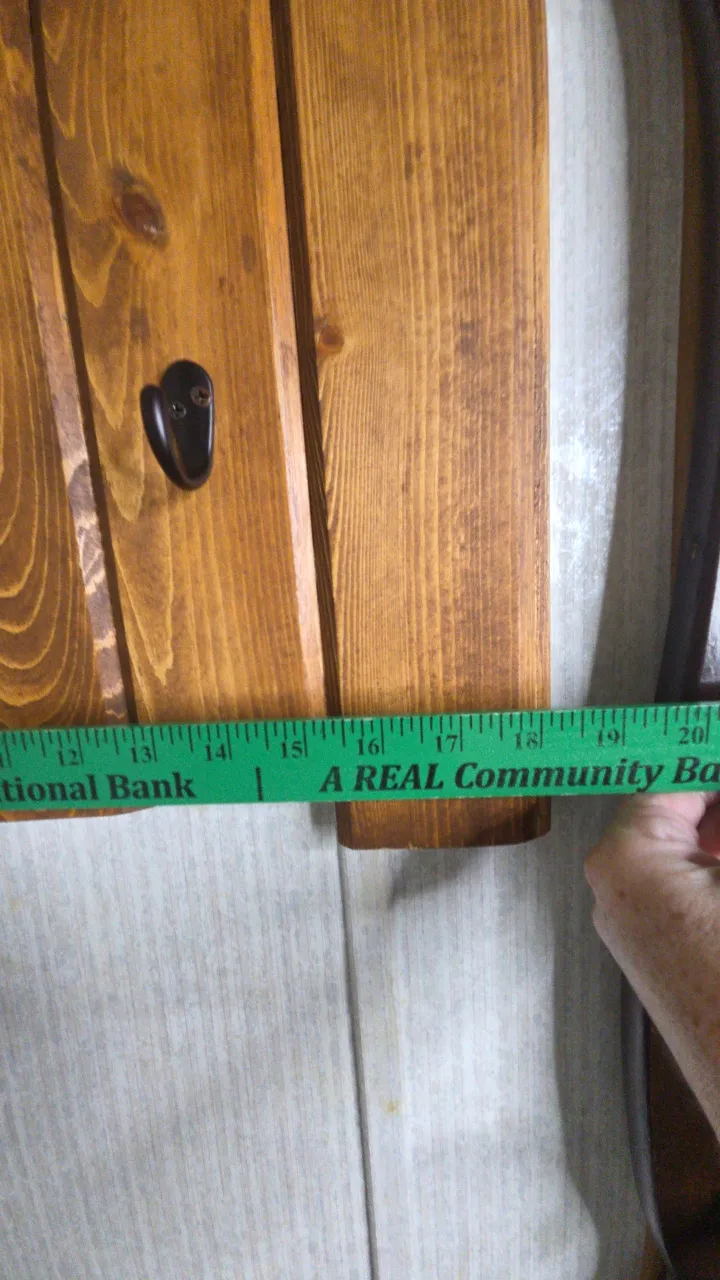 12 13 14 15 16 17 18 19 20
tional Bank | A REAL Community Ba